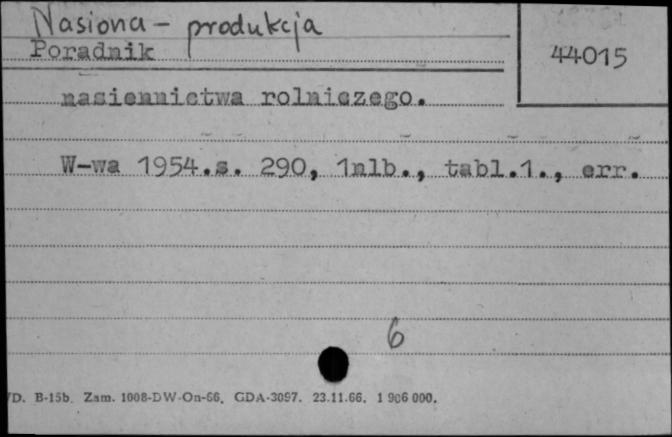 Nasiona - produkcja
Poradnik
44015
nasiennictwa rolniczego.
W-wa 1954.s. 290, 1nlb., tabl.1., err.
6
D. B-15b. Zam. 1008-DW-On-66. GDA-3097. 23.11.66. 1 906 000.